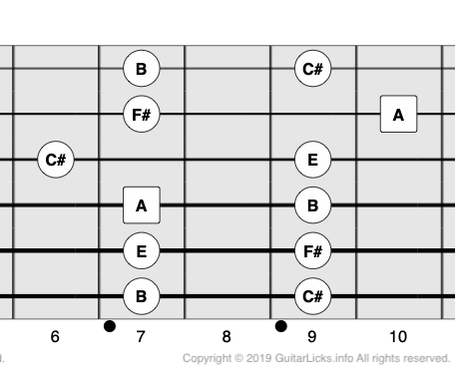 B C#
F# A
C# E
A B
E F#
B C#
6 7 8 9 10
d. Copyright © 2019 GuitarLicks.info All rights reserved.